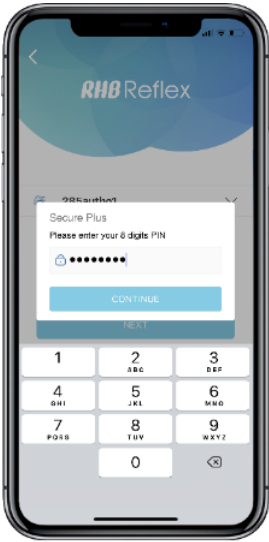 RHB Reflex
Secure Plus
Please enter your 8 digits PIN
CONTINUE
NEXT
1
2
ABC
3
DEF
4
GHI
5
JKL
6
MNO
7
PQRS
8
TUV
9
WXYZ
0